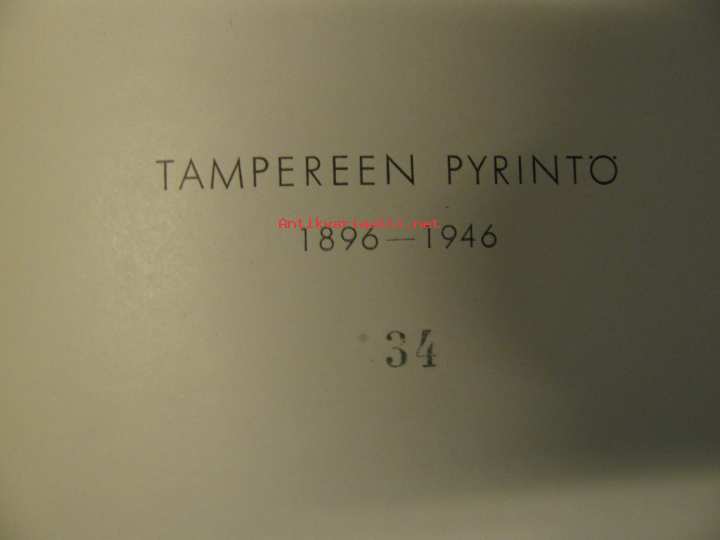 TAMPEREEN PYRINTÖ
Antikvariaatti.net
1896—1946
34